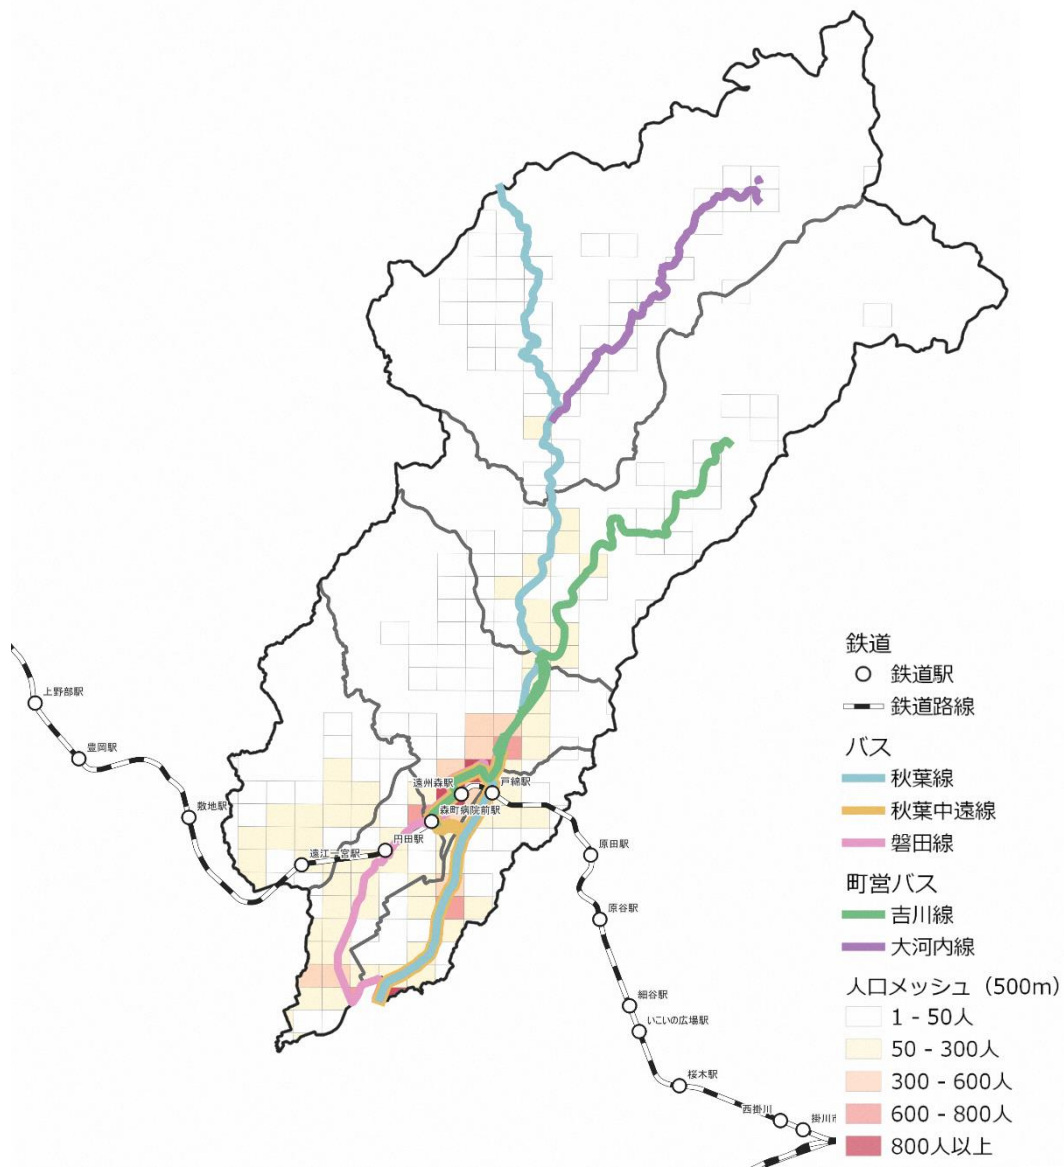 上野部駅
豊岡駅
敷地駅
遠江一宮駅
円田駅
森町病院前駅
遠州森駅
戸綿駅
原田駅
原谷駅
細谷駅
いこいの広場駅
桜木駅
西掛川
掛川市
鉄道
鉄道駅
鉄道路線
バス
秋葉線
秋葉中遠線
磐田線
町営バス
吉川線
大河内線
人口メッシュ（500m）
1 - 50人
50 - 300人
300 - 600人
600 - 800人
800人以上